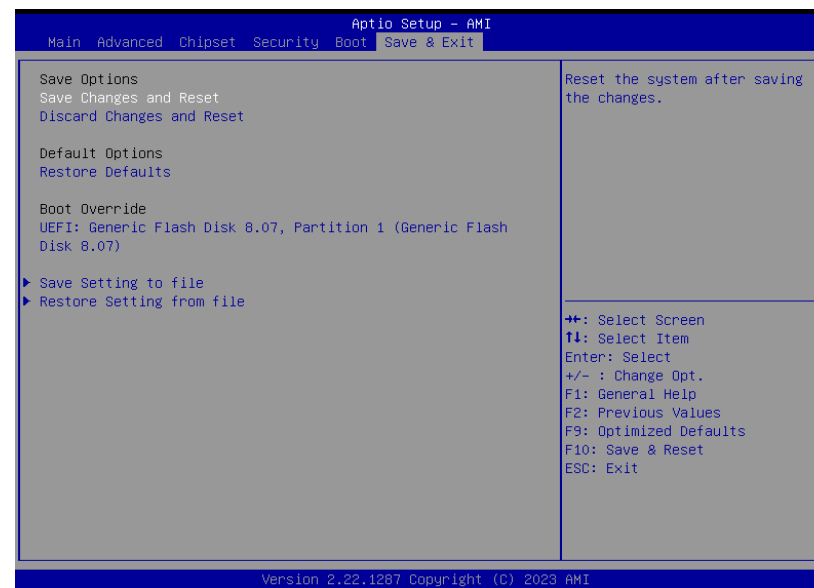 Aptio Setup – AMI
Main Advanced Chipset Security Boot Save & Exit
Save Options
Save Changes and Reset
Discard Changes and Reset
Default Options
Restore Defaults
Boot Override
UEFI: Generic Flash Disk 8.07, Partition 1 (Generic Flash
Disk 8.07)
Save Setting to file
Restore Setting from file
Reset the system after saving
the changes.
→←: Select Screen
↑↓: Select Item
Enter: Select
+/- : Change Opt.
F1: General Help
F2: Previous Values
F9: Optimized Defaults
F10: Save & Reset
ESC: Exit
Version 2.22.1287 Copyright (C) 2023 AMI